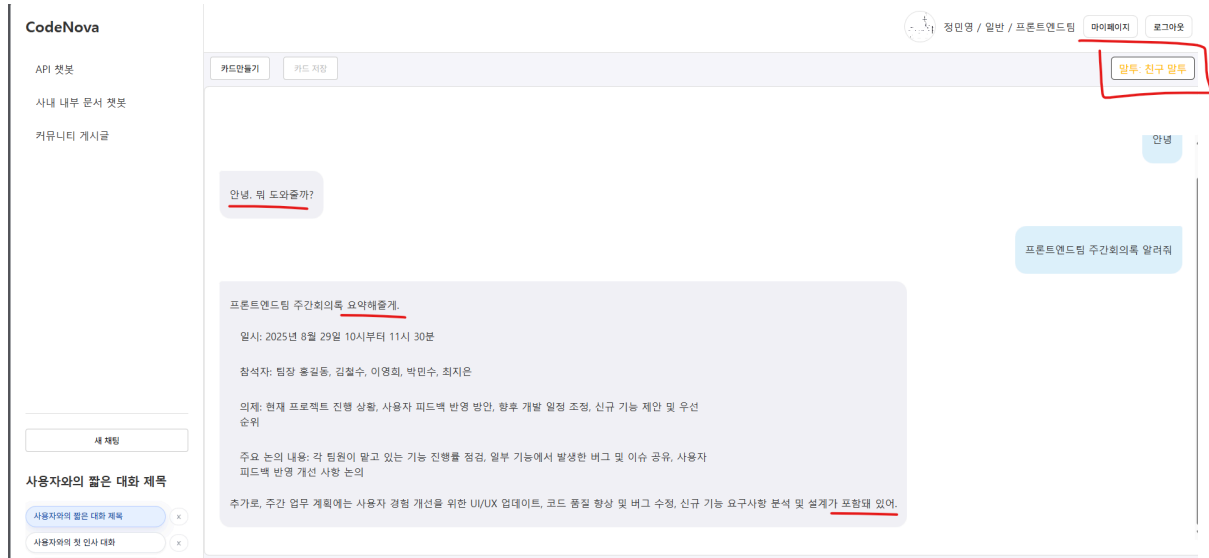 CodeNova
정민영 / 일반 / 프론트엔드팀
마이페이지
로그아웃
API 챗봇
사내 내부 문서 챗봇
커뮤니티 게시글
카드만들기
카드 저장
말투: 친구 말투
안녕
안녕, 뭐 도와줄까?
프론트엔드팀 주간회의록 알려줘
프론트엔드팀 주간회의록 요약해줄게.
일시: 2025년 8월 29일 10시부터 11시 30분
참석자: 팀장 홍길동, 김철수, 이영희, 박민수, 최지은
의제: 현재 프로젝트 진행 상황, 사용자 피드백 반영 방안, 향후 개발 일정 조정, 신규 기능 제안 및 우선
순위
주요 논의 내용: 각 팀원이 맡고 있는 기능 진행률 점검, 일부 기능에서 발생한 버그 및 이슈 공유, 사용자
피드백 반영 개선 사항 논의
추가로, 주간 업무 계획에는 사용자 경험 개선을 위한 UI/UX 업데이트, 코드 품질 향상 및 버그 수정, 신규 기능 요구사항 분석 및 설계가 포함돼 있어.
새 채팅
사용자와의 짧은 대화 제목
사용자와의 짧은 대화 제목
x
사용자와의 첫 인사 대화
x